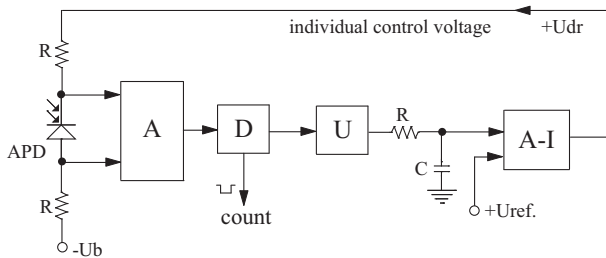 individual control voltage +Udr
R
A
D
U
R
A-I
APD
C
R
count
+Uref.
-Ub